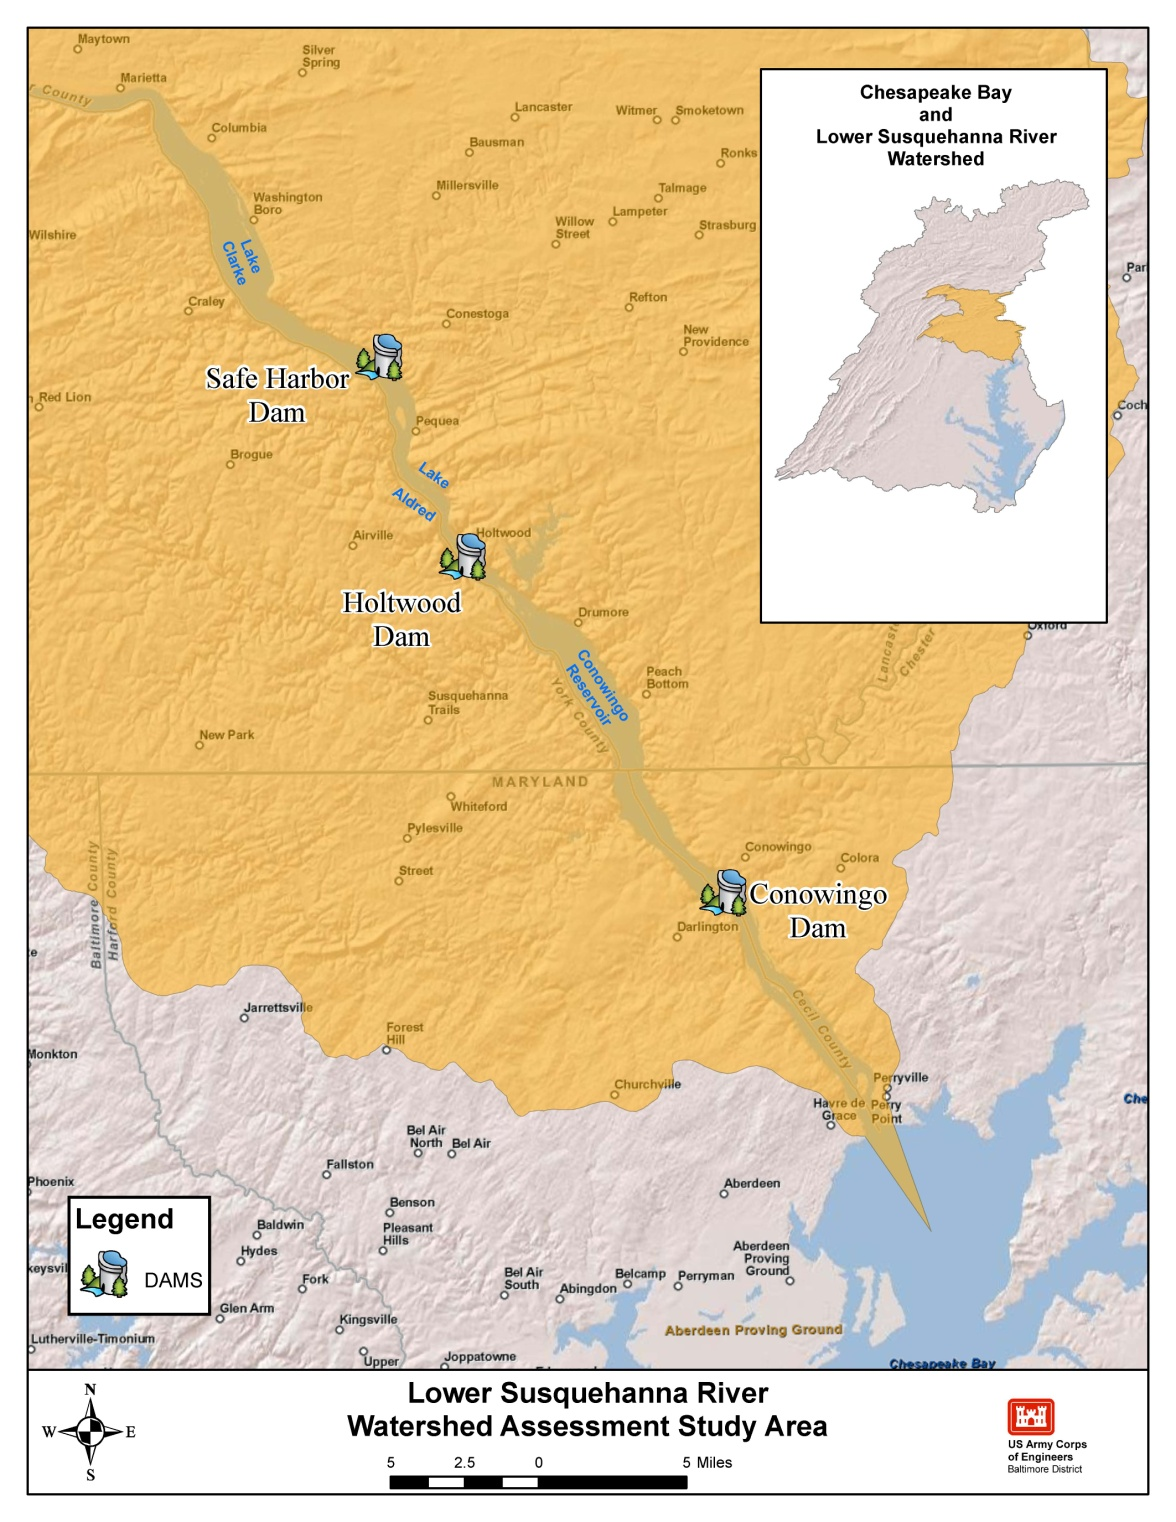 Maytown
Silver
Spring
Marietta
r County
Columbia
Lancaster
Witmer
Smoketown
Bausman
Ronks
Millersville
Talmage
Washington
Boro
Lampeter
Willow
Street
Strasburg
Wilshire
Lake
Clarke
Craley
Conestoga
Refton
New
Providence
Safe Harbor
Dam
Red Lion
Pequea
Brogue
Lake
Aldred
Airville
Holtwood
Holtwood
Dam
Drumore
Conowingo
Reservoir
Peach
Bottom
York County
Susquehanna
Trails
New Park
MARYLAND
Whiteford
Pylesville
Street
Conowingo
Colora
Conowingo
Dam
Darlington
Baltimore County
Harford County
Cecil County
Lancast
Chester
Oxford
Par
Coch
Chesapeake Bay
and
Lower Susquehanna River
Watershed
Jarrettsville
Forest
Hill
Monkton
Churchville
Perryville
Havre de
Grace
Perry
Point
Che
Bel Air
North
Bel Air
Fallston
Phoenix
Aberdeen
Benson
Pleasant
Hills
Baldwin
Hydes
keysvil
Fork
Aberdeen
Proving
Ground
Bel Air
South
Belcamp
Perryman
Abingdon
Glen Arm
Kingsville
Aberdeen Proving Ground
Lutherville-Timonium
Upper
Joppatowne
Chesapeake Bay
Legend
DAMS
N
W
E
S
Lower Susquehanna River
Watershed Assessment Study Area
5 2.5 0 5 Miles
US Army Corps
of Engineers
Baltimore District